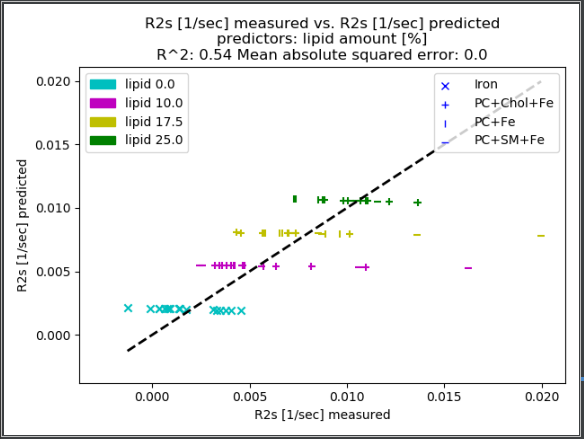 R2s [1/sec] measured vs. R2s [1/sec] predicted
predictors: lipid amount [%]
R^2: 0.54 Mean absolute squared error: 0.0
lipid 0.0
lipid 10.0
lipid 17.5
lipid 25.0
Iron
PC+Chol+Fe
PC+Fe
PC+SM+Fe
R2s [1/sec] predicted
0.020
0.015
0.010
0.005
0.000
0.000
0.005
0.010
0.015
0.020
R2s [1/sec] measured